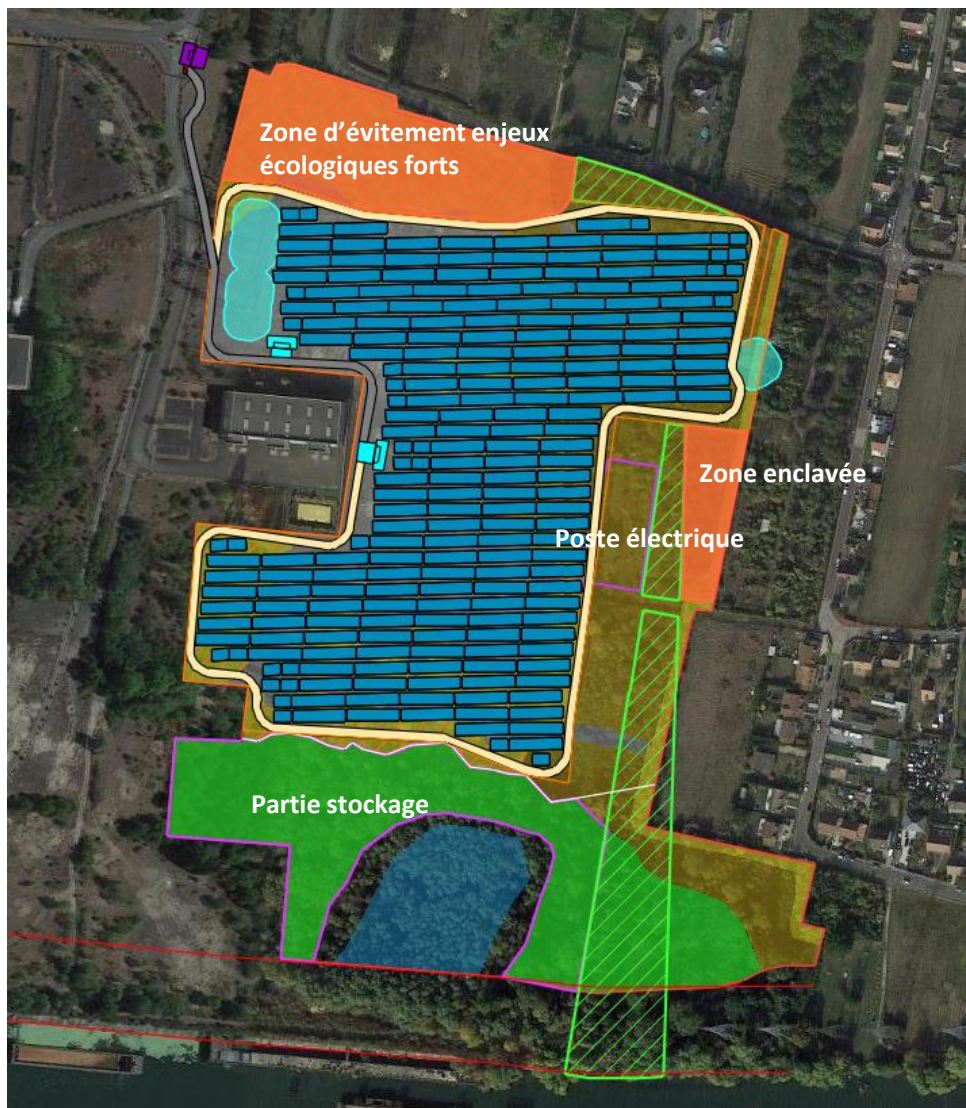 Zone d'évitement enjeux
écologiques forts
Zone enclavée
Poste électrique
Partie stockage